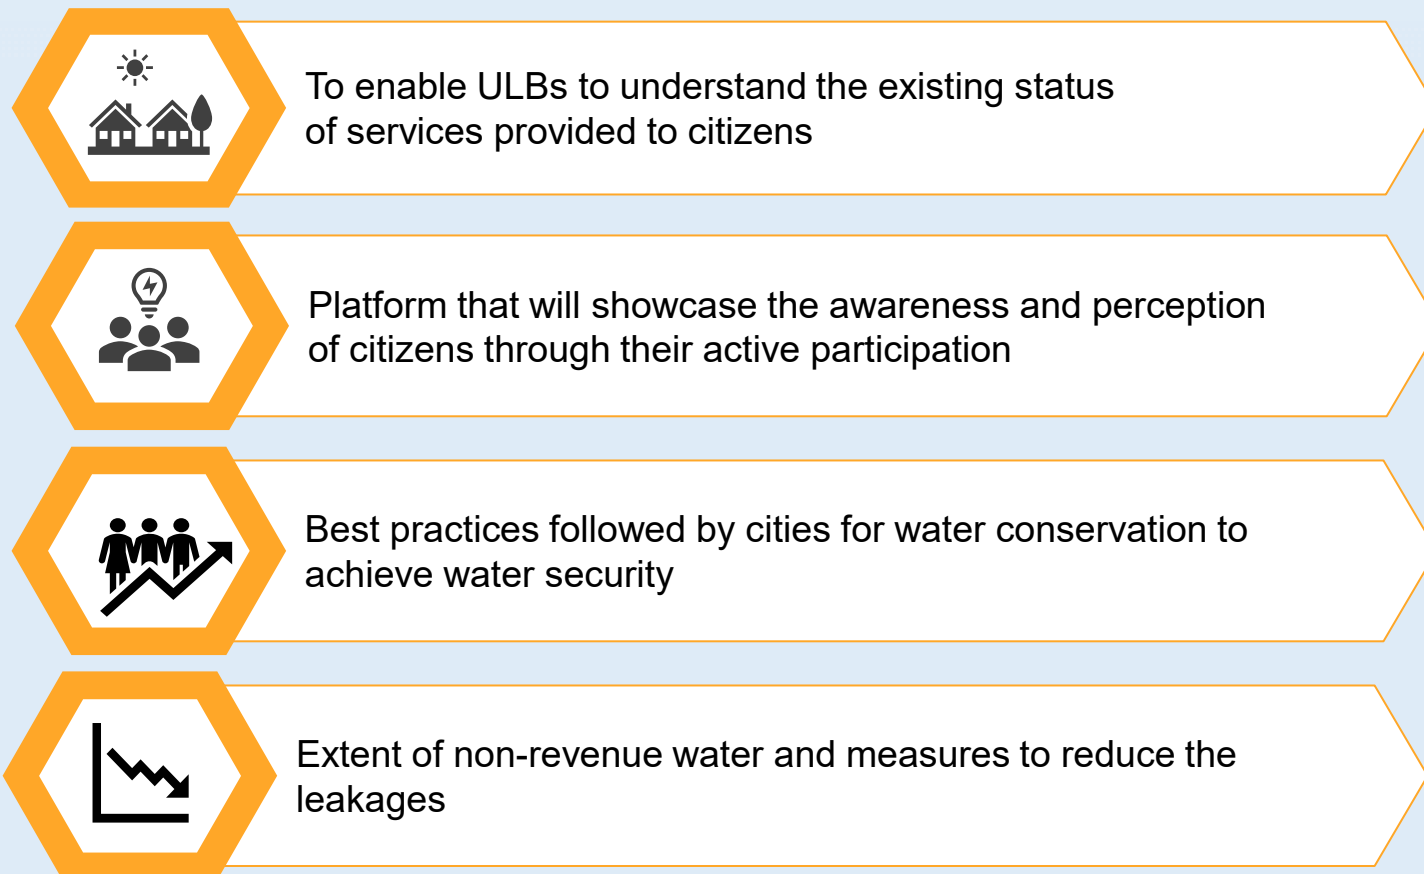 To enable ULBs to understand the existing status
of services provided to citizens
Platform that will showcase the awareness and perception
of citizens through their active participation
Best practices followed by cities for water conservation to
achieve water security
Extent of non-revenue water and measures to reduce the
leakages